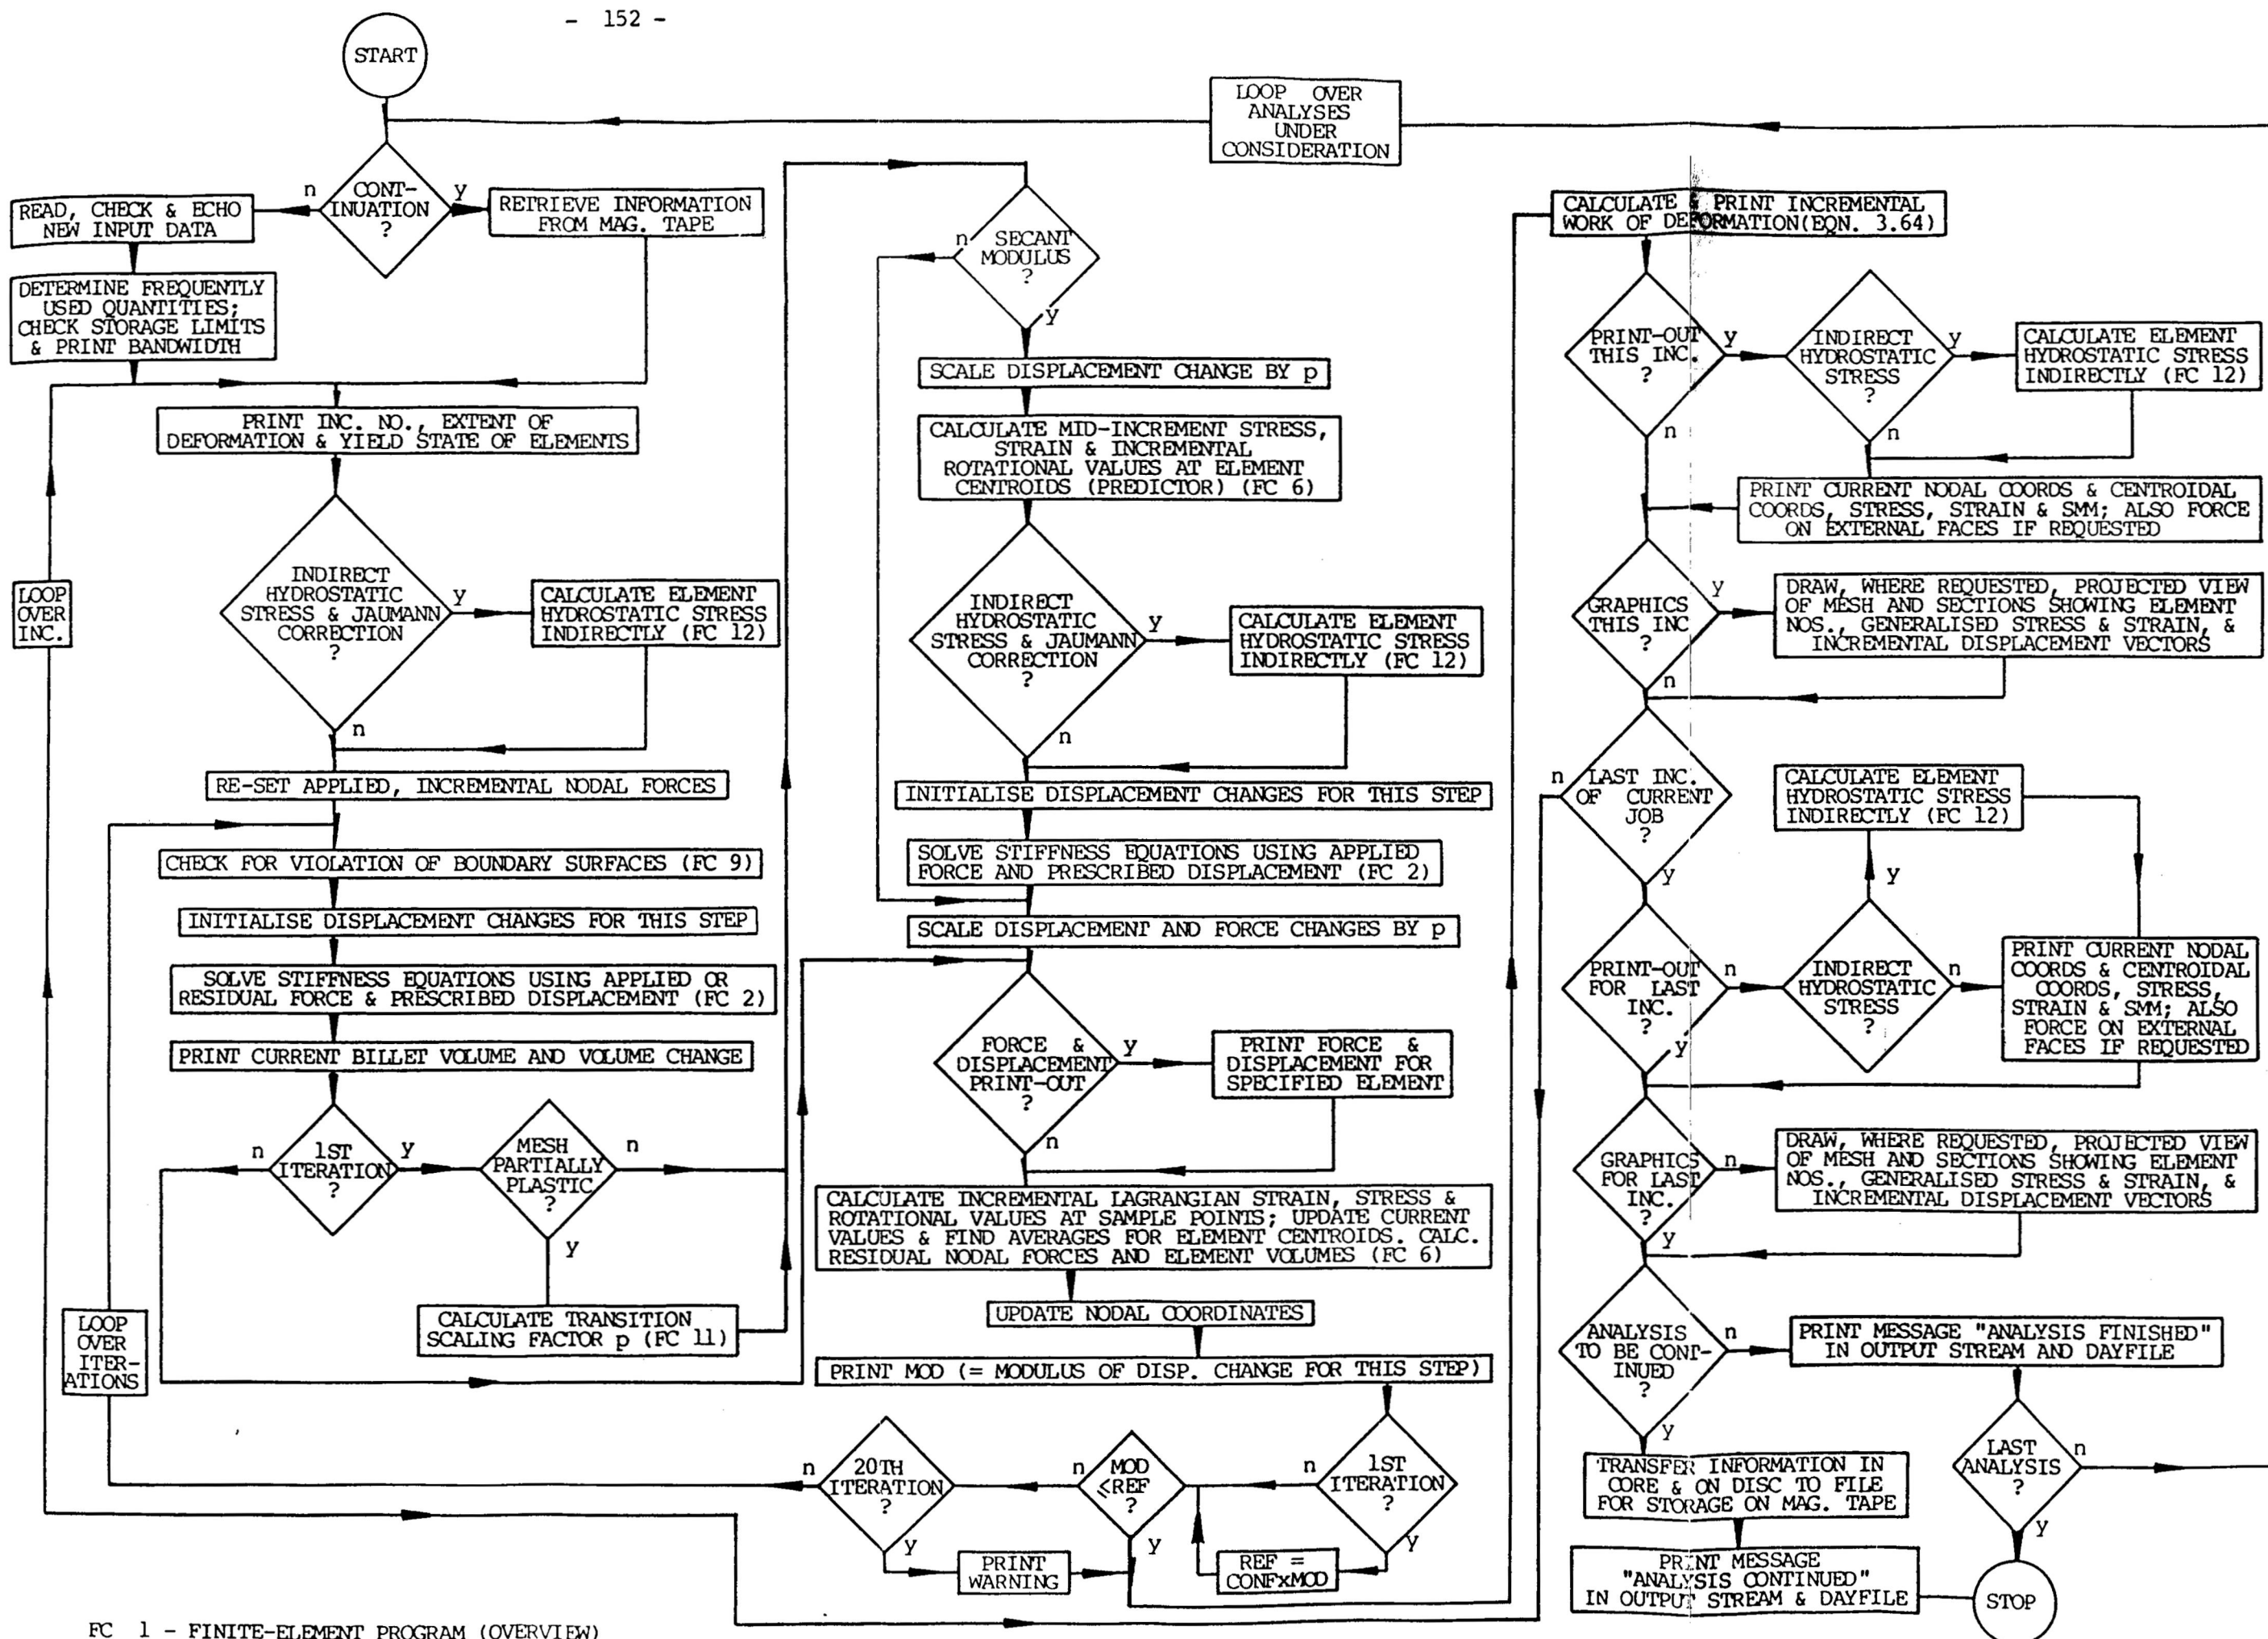 - 152 -
START
LOOP OVER
ANALYSES
UNDER
CONSIDERATION
CONT-
INUATION
?
n
y
READ, CHECK & ECHO
NEW INPUT DATA
RETRIEVE INFORMATION
FROM MAG. TAPE
DETERMINE FREQUENTLY
USED QUANTITIES;
CHECK STORAGE LIMITS
& PRINT BANDWIDTH
PRINT INC. NO., EXTENT OF
DEFORMATION & YIELD STATE OF ELEMENTS
LOOP
OVER
INC.
INDIRECT
HYDROSTATIC
STRESS & JAUMANN
CORRECTION
?
y
n
CALCULATE ELEMENT
HYDROSTATIC STRESS
INDIRECTLY (FC 12)
RE-SET APPLIED, INCREMENTAL NODAL FORCES
CHECK FOR VIOLATION OF BOUNDARY SURFACES (FC 9)
INITIALISE DISPLACEMENT CHANGES FOR THIS STEP
SOLVE STIFFNESS EQUATIONS USING APPLIED OR
RESIDUAL FORCE & PRESCRIBED DISPLACEMENT (FC 2)
PRINT CURRENT BILLET VOLUME AND VOLUME CHANGE
1ST
ITERATION
?
n
y
MESH
PARTIALLY
PLASTIC
?
n
y
CALCULATE TRANSITION
SCALING FACTOR p (FC 11)
LOOP
OVER
ITER-
ATIONS
SECANT
MODULUS
?
n
y
SCALE DISPLACEMENT CHANGE BY p
CALCULATE MID-INCREMENT STRESS,
STRAIN & INCREMENTAL
ROTATIONAL VALUES AT ELEMENT
CENTROIDS (PREDICTOR) (FC 6)
INDIRECT
HYDROSTATIC
STRESS & JAUMANN
CORRECTION
?
y
n
CALCULATE ELEMENT
HYDROSTATIC STRESS
INDIRECTLY (FC 12)
INITIALISE DISPLACEMENT CHANGES FOR THIS STEP
SOLVE STIFFNESS EQUATIONS USING APPLIED
FORCE AND PRESCRIBED DISPLACEMENT (FC 2)
SCALE DISPLACEMENT AND FORCE CHANGES BY p
FORCE &
DISPLACEMENT
PRINT-OUT
?
y
n
PRINT FORCE &
DISPLACEMENT FOR
SPECIFIED ELEMENT
CALCULATE INCREMENTAL LAGRANGIAN STRAIN, STRESS &
ROTATIONAL VALUES AT SAMPLE POINTS; UPDATE CURRENT
VALUES & FIND AVERAGES FOR ELEMENT CENTROIDS. CALC.
RESIDUAL NODAL FORCES AND ELEMENT VOLUMES (FC 6)
UPDATE NODAL COORDINATES
PRINT MOD (= MODULUS OF DISP. CHANGE FOR THIS STEP)
1ST
ITERATION
?
n
y
REF =
CONFxMOD
MOD
≤REF
?
n
y
20TH
ITERATION
?
n
y
PRINT
WARNING
CALCULATE & PRINT INCREMENTAL
WORK OF DEFORMATION(EQN. 3.64)
PRINT-OUT
THIS INC.
?
y
n
INDIRECT
HYDROSTATIC
STRESS
?
y
n
CALCULATE ELEMENT
HYDROSTATIC STRESS
INDIRECTLY (FC 12)
PRINT CURRENT NODAL COORDS & CENTROIDAL
COORDS, STRESS, STRAIN & SMM; ALSO FORCE
ON EXTERNAL FACES IF REQUESTED
GRAPHICS
THIS INC
?
y
n
DRAW, WHERE REQUESTED, PROJECTED VIEW
OF MESH AND SECTIONS SHOWING ELEMENT
NOS., GENERALISED STRESS & STRAIN, &
INCREMENTAL DISPLACEMENT VECTORS
LAST INC.
OF CURRENT
JOB
?
n
y
CALCULATE ELEMENT
HYDROSTATIC STRESS
INDIRECTLY (FC 12)
PRINT-OUT
FOR LAST
INC.
?
n
y
INDIRECT
HYDROSTATIC
STRESS
?
y
n
PRINT CURRENT NODAL
COORDS & CENTROIDAL
COORDS, STRESS,
STRAIN & SMM; ALSO
FORCE ON EXTERNAL
FACES IF REQUESTED
GRAPHICS
FOR LAST
INC.
?
n
y
DRAW, WHERE REQUESTED, PROJECTED VIEW
OF MESH AND SECTIONS SHOWING ELEMENT
NOS., GENERALISED STRESS & STRAIN, &
INCREMENTAL DISPLACEMENT VECTORS
ANALYSIS
TO BE CONT-
INUED
?
n
y
PRINT MESSAGE "ANALYSIS FINISHED"
IN OUTPUT STREAM AND DAYFILE
LAST
ANALYSIS
?
n
y
TRANSFER INFORMATION IN
CORE & ON DISC TO FILE
FOR STORAGE ON MAG. TAPE
PRINT MESSAGE
"ANALYSIS CONTINUED"
IN OUTPUT STREAM & DAYFILE
STOP
FC 1 - FINITE-ELEMENT PROGRAM (OVERVIEW)